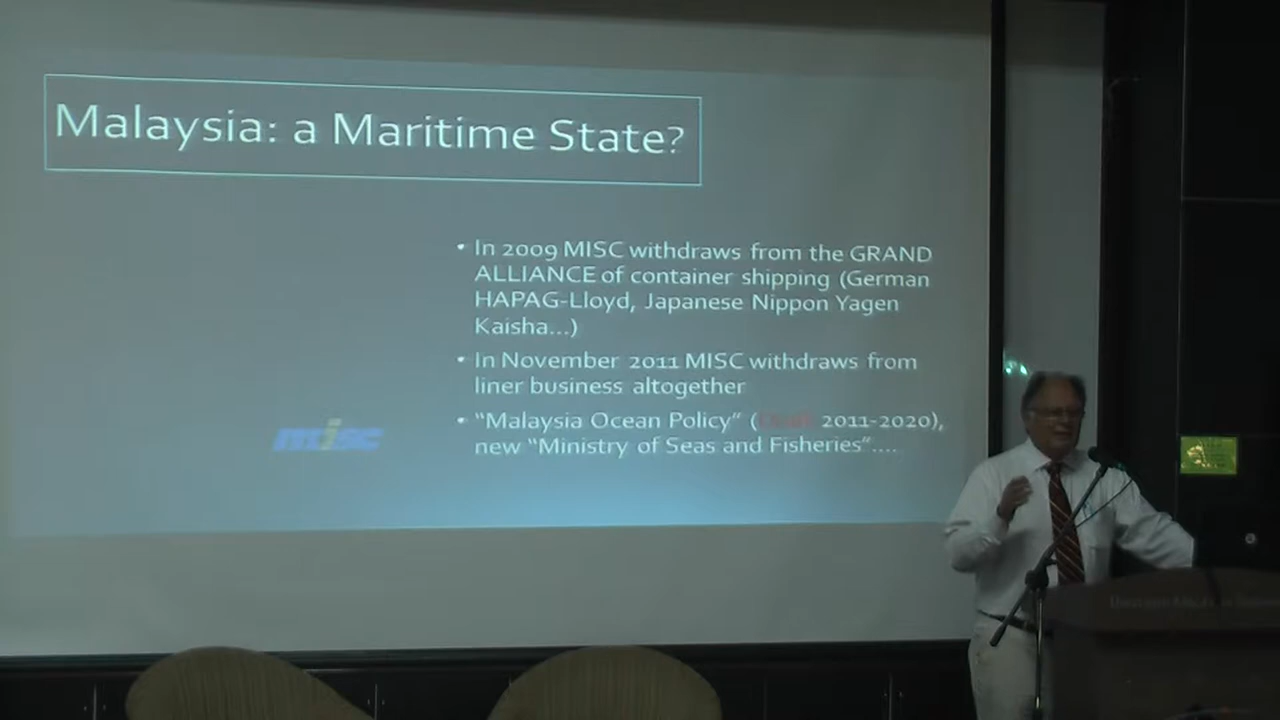 Malaysia: a Maritime State?
• In 2009 MISC withdraws from the GRAND
ALLIANCE of container shipping (German
HAPAG-Lloyd, Japanese Nippon Yagen
Kaisha...)
• In November 2011 MISC withdraws from
liner business altogether
• "Malaysia Ocean Policy" (Draft 2011-2020),
new "Ministry of Seas and Fisheries"....
misc